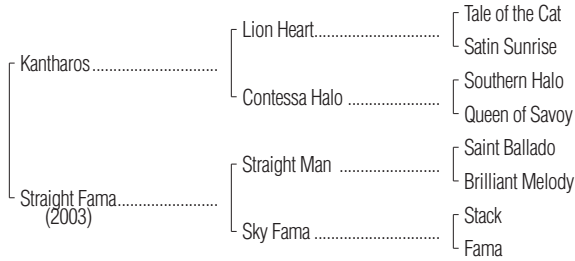 Tale of the Cat
Lion Heart..............................
Satin Sunrise
Kantharos ..............................
Southern Halo
Contessa Halo ......................
Queen of Savoy
Saint Ballado
Straight Man ........................
Brilliant Melody
Straight Fama........................
(2003)
Stack
Sky Fama ..............................
Fama